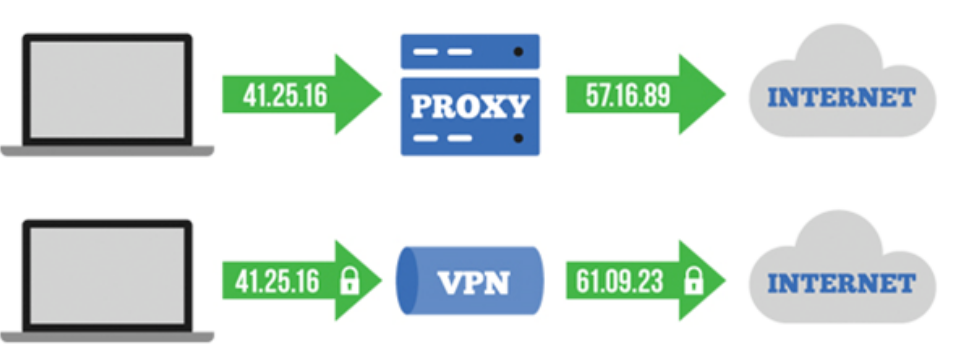 41.25.16
PROXY
57.16.89
INTERNET
41.25.16
VPN
61.09.23
INTERNET